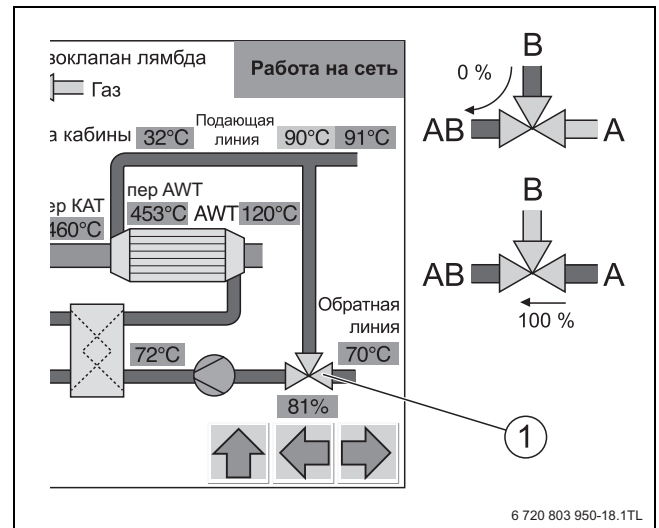 воклапан лямбда
Работа на сеть
Газ
а кабины 32°C Подающая линия 90°C 91°C
пер AWT
ер КАТ 453°C AWT 120°C
460°C
Обратная
линия
72°C 70°C
81%
1
B
0 %
AB A
B
AB A
100 %
6 720 803 950-18.1TL